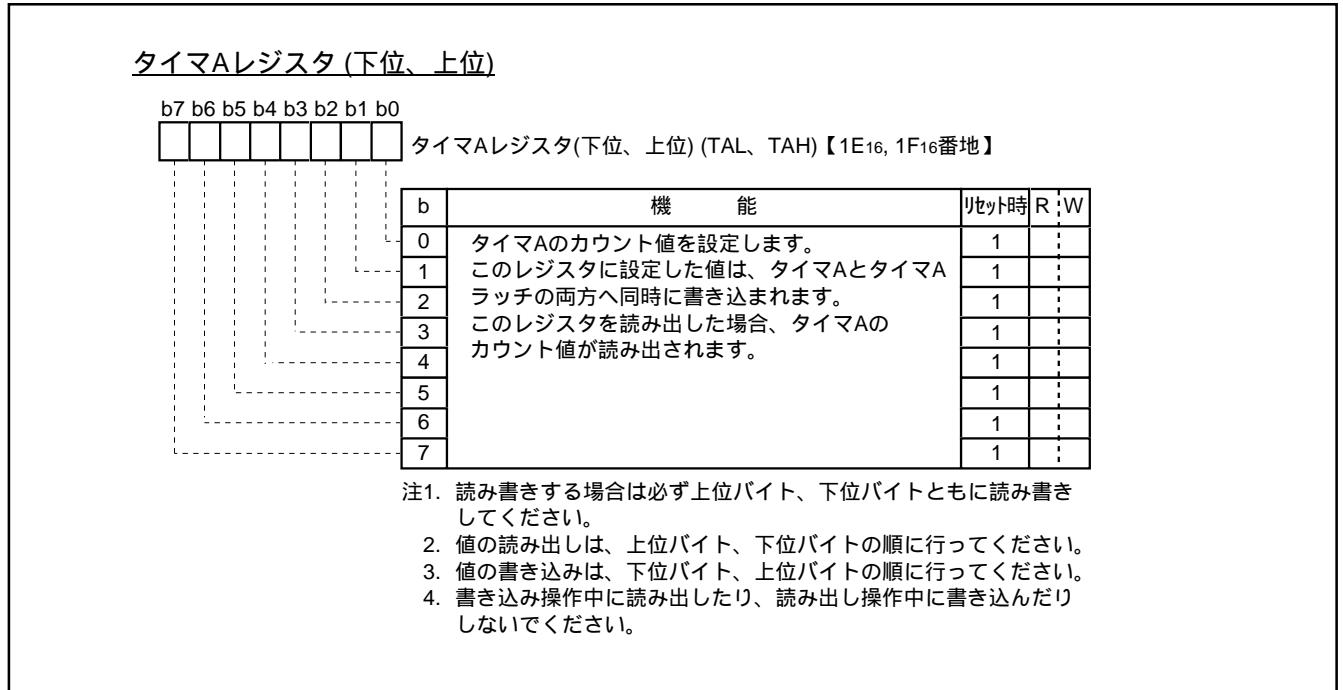 タイマAレジスタ (下位、上位)
b7 b6 b5 b4 b3 b2 b1 b0
タイマAレジスタ(下位、上位) (TAL、TAH)【1E16, 1F16番地】
b 機 能 リセット時 R W
0 タイマAのカウント値を設定します。 1
1 このレジスタに設定した値は、タイマAとタイマA 1
2 ラッチの両方へ同時に書き込まれます。 1
3 このレジスタを読み出した場合、タイマAの 1
4 カウント値が読み出されます。 1
5 1
6 1
7 1
注1. 読み書きする場合は必ず上位バイト、下位バイトともに読み書き
してください。
2. 値の読み出しは、上位バイト、下位バイトの順に行ってください。
3. 値の書き込みは、下位バイト、上位バイトの順に行ってください。
4. 書き込み操作中に読み出したり、読み出し操作中に書き込んだり
しないでください。